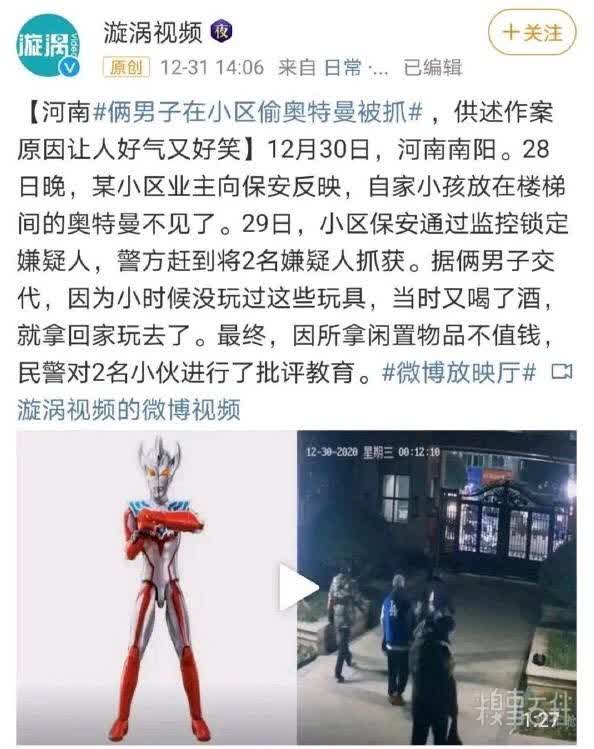 漩涡视频
漩涡
video
夜
V
+关注
原创 12-31 14:06 来自 日常 ·... 已编辑
【河南#俩男子在小区偷奥特曼被抓#，供述作案
原因让人好气又好笑】12月30日，河南南阳。28
日晚，某小区业主向保安反映，自家小孩放在楼梯
间的奥特曼不见了。29日，小区保安通过监控锁定
嫌疑人，警方赶到将2名嫌疑人抓获。据俩男子交
代，因为小时候没玩过这些玩具，当时又喝了酒，
就拿回家玩去了。最终，因所拿闲置物品不值钱，
民警对2名小伙进行了批评教育。#微博放映厅#
漩涡视频的微博视频
12-30-2020 星期三 00:12:10
1:27